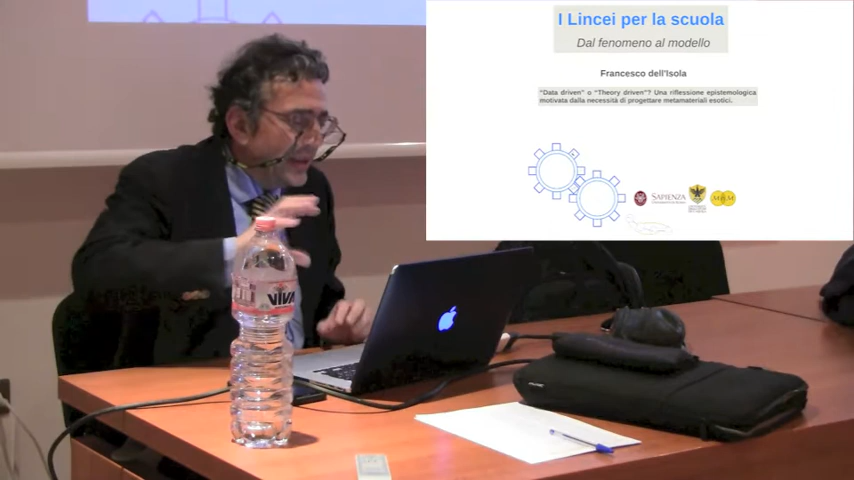 I Lincei per la scuola
Dal fenomeno al modello
Francesco dell'Isola
"Data driven" o "Theory driven"? Una riflessione epistemologica
motivata dalla necessità di progettare metamateriali esotici.
SAPIENZA
VIVA